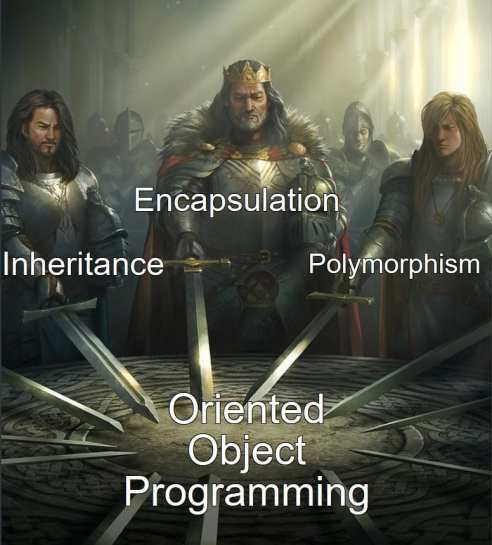 Encapsulation
Inheritance
Polymorphism
Oriented
Object
Programming